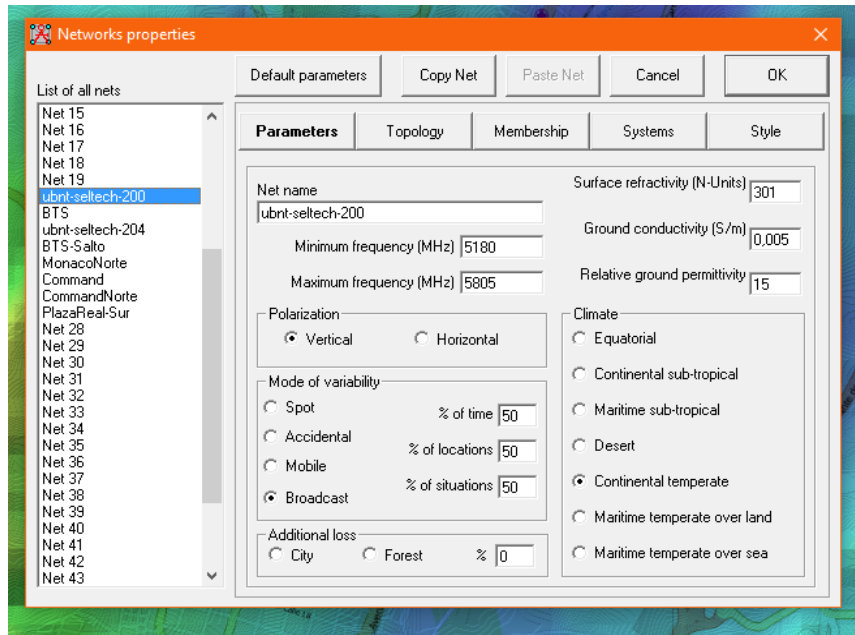 Networks properties
List of all nets
Default parameters
Copy Net
Paste Net
Cancel
OK
Net 15
Net 16
Net 17
Net 18
Net 19
ubnt-seltech-200
BTS
ubnt-seltech-204
BTS-Salto
MonacoNorte
Command
CommandNorte
PlazaReal-Sur
Net 28
Net 29
Net 30
Net 31
Net 32
Net 33
Net 34
Net 35
Net 36
Net 37
Net 38
Net 39
Net 40
Net 41
Net 42
Net 43
Parameters
Topology
Membership
Systems
Style
Net name
ubnt-seltech-200
Minimum frequency (MHz) 5180
Maximum frequency (MHz) 5805
Surface refractivity (N-Units) 301
Ground conductivity (S/m) 0,005
Relative ground permittivity 15
Polarization
Vertical
Horizontal
Mode of variability
Spot
Accidental
Mobile
Broadcast
% of time 50
% of locations 50
% of situations 50
Additional loss
City
Forest
% 0
Climate
Equatorial
Continental sub-tropical
Maritime sub-tropical
Desert
Continental temperate
Maritime temperate over land
Maritime temperate over sea